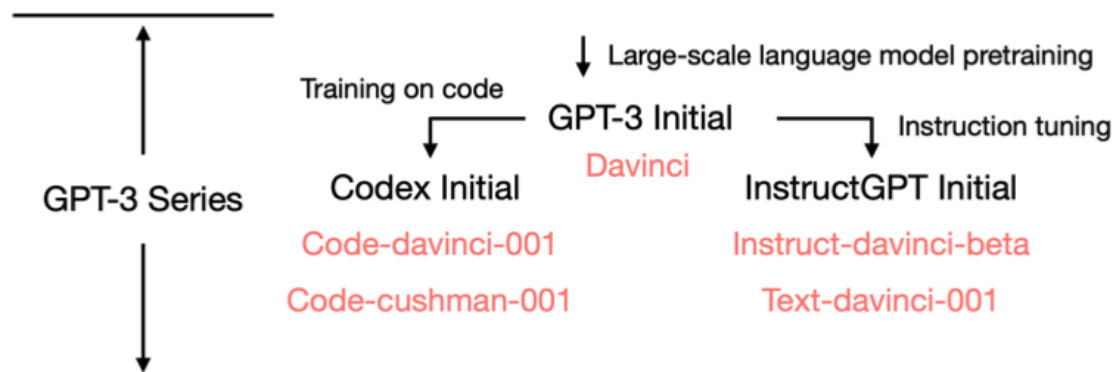 Large-scale language model pretraining
Training on code
GPT-3 Initial
Instruction tuning
Davinci
GPT-3 Series
Codex Initial
InstructGPT Initial
Code-davinci-001
Instruct-davinci-beta
Code-cushman-001
Text-davinci-001